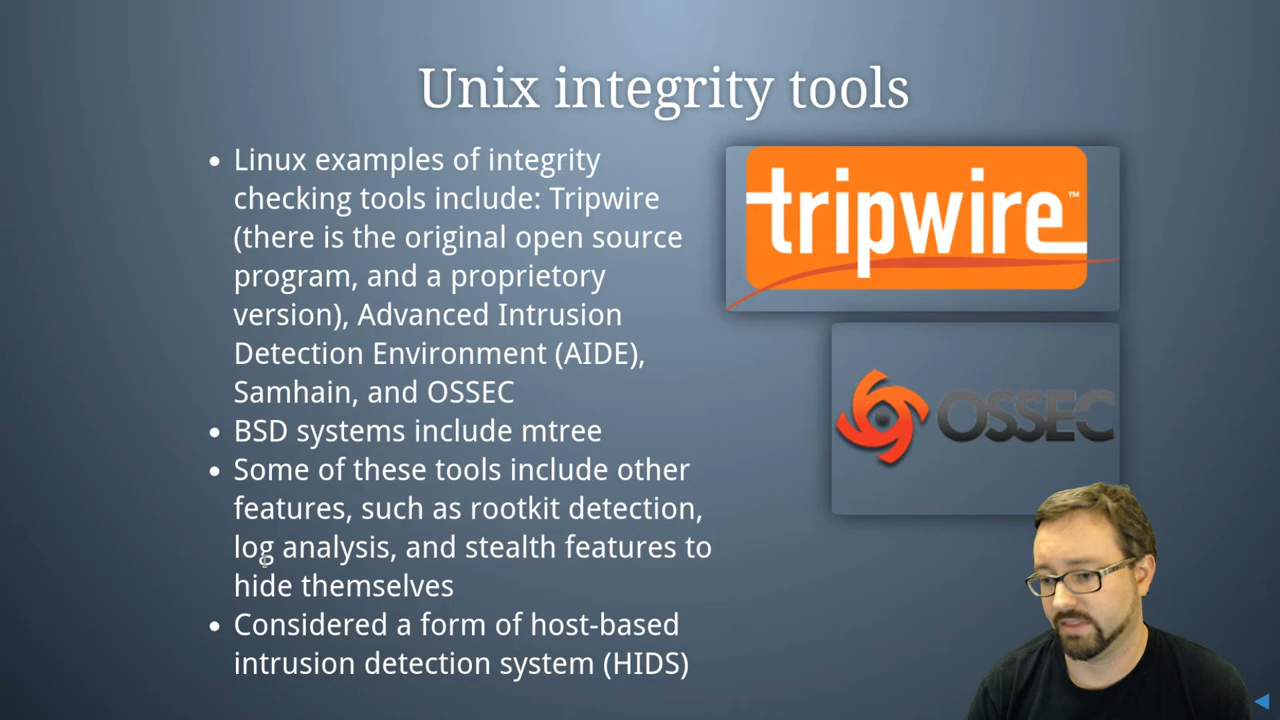 Unix integrity tools
Linux examples of integrity
checking tools include: Tripwire
(there is the original open source
program, and a proprietory
version), Advanced Intrusion
Detection Environment (AIDE),
Samhain, and OSSEC
BSD systems include mtree
Some of these tools include other
features, such as rootkit detection,
log analysis, and stealth features to
hide themselves
Considered a form of host-based
intrusion detection system (HIDS)
tripwire™
OSSEC